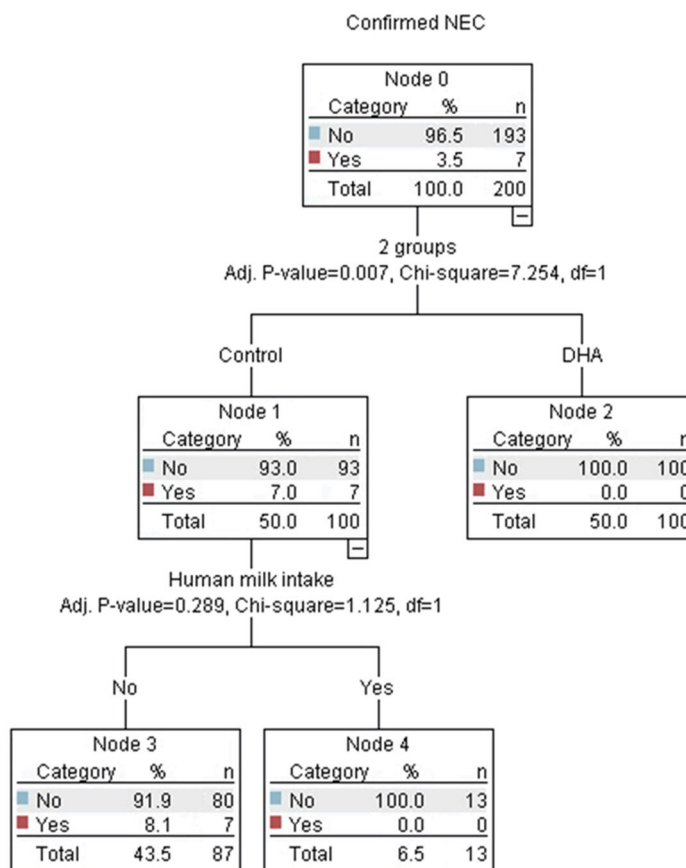 Confirmed NEC
Node 0
Category % n
No 96.5 193
Yes 3.5 7
Total 100.0 200
2 groups
Adj. P-value=0.007, Chi-square=7.254, df=1
Control
DHA
Node 1
Category % n
No 93.0 93
Yes 7.0 7
Total 50.0 100
Node 2
Category % n
No 100.0 100
Yes 0.0 0
Total 50.0 100
Human milk intake
Adj. P-value=0.289, Chi-square=1.125, df=1
No
Yes
Node 3
Category % n
No 91.9 80
Yes 8.1 7
Total 43.5 87
Node 4
Category % n
No 100.0 13
Yes 0.0 0
Total 6.5 13